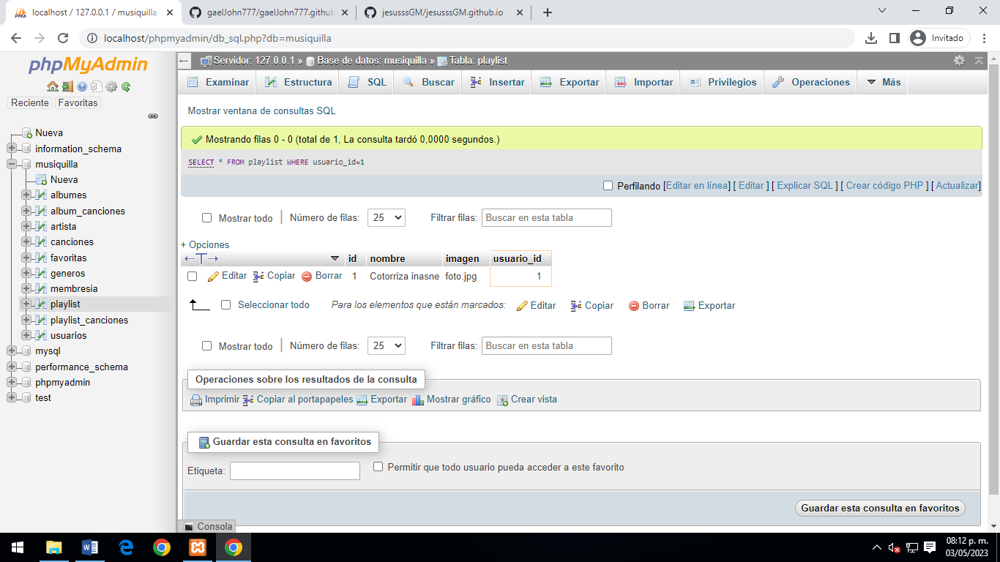 localhost / 127.0.0.1 / musiquilla
gaelJohn777/gaelJohn777.github
jesusssGM/jesusssGM.github.io
localhost/phpmyadmin/db_sql.php?db=musiquilla
Invitado
phpMyAdmin
Reciente
Favoritas
Nueva
information_schema
musiquilla
Nueva
albumes
album_canciones
artista
canciones
favoritas
generos
membresia
playlist
playlist_canciones
usuarios
mysql
performance_schema
phpmyadmin
test
Servidor: 127.0.0.1 » Base de datos: musiquilla » Tabla: playlist
Examinar Estructura SQL Buscar Insertar Exportar Importar Privilegios Operaciones Más
Mostrar ventana de consultas SQL
Mostrando filas 0 - 0 (total de 1, La consulta tardó 0,0000 segundos.)
SELECT * FROM playlist WHERE usuario_id=1
Perfilando [Editar en línea] [ Editar ] [ Explicar SQL ] [ Crear código PHP ] [ Actualizar]
Mostrar todo | Número de filas: 25 Filtrar filas: Buscar en esta tabla
+ Opciones
←T→ id nombre imagen usuario_id
Editar Copiar Borrar 1 Cotorriza inasne foto.jpg 1
Seleccionar todo Para los elementos que están marcados: Editar Copiar Borrar Exportar
Mostrar todo | Número de filas: 25 Filtrar filas: Buscar en esta tabla
Operaciones sobre los resultados de la consulta
Imprimir Copiar al portapapeles Exportar Mostrar gráfico Crear vista
Guardar esta consulta en favoritos
Etiqueta: Permitir que todo usuario pueda acceder a este favorito
Guardar esta consulta en favoritos
Consola
08:12 p. m.
03/05/2023